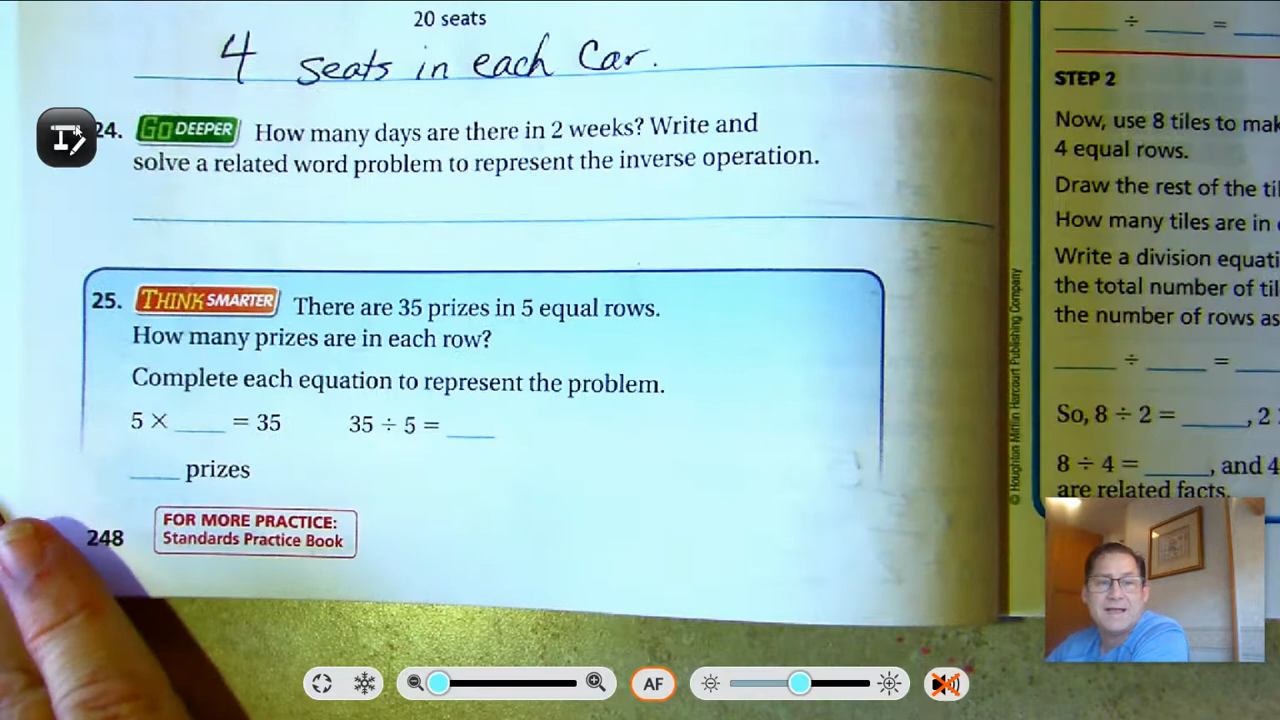 20 seats
4 seats in each Car.
24. GO DEEPER How many days are there in 2 weeks? Write and
solve a related word problem to represent the inverse operation.
25. THINK SMARTER There are 35 prizes in 5 equal rows.
How many prizes are in each row?
Complete each equation to represent the problem.
5 × ____ = 35 35 ÷ 5 = ____
____ prizes
248 FOR MORE PRACTICE:
Standards Practice Book
© Houghton Mifflin Harcourt Publishing Company
____ ÷ ____ = ____
STEP 2
Now, use 8 tiles to mak
4 equal rows.
Draw the rest of the til
How many tiles are in
Write a division equati
the total number of til
the number of rows as
____ ÷ ____ = ____
So, 8 ÷ 2 = ____, 2
8 ÷ 4 = ____, and 4
are related facts.
AF